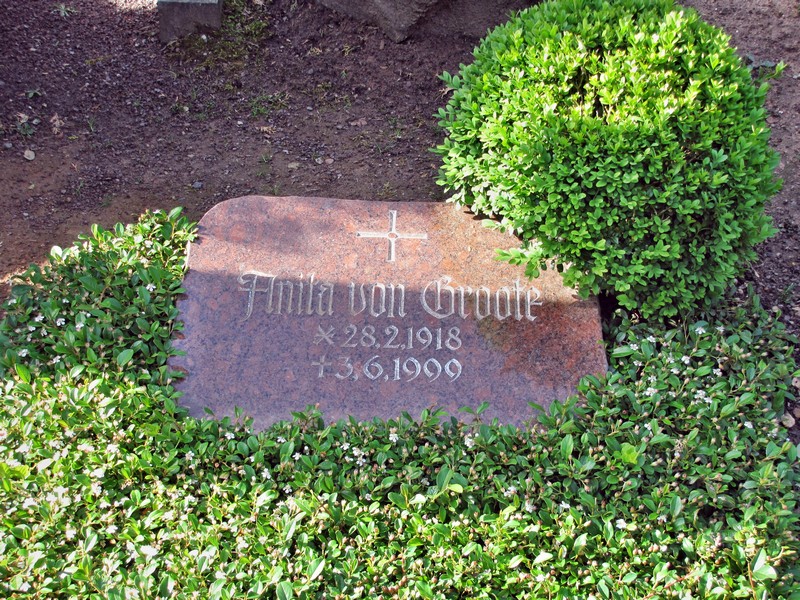 Anita von Groote
* 28.2.1918
† 3.6.1999